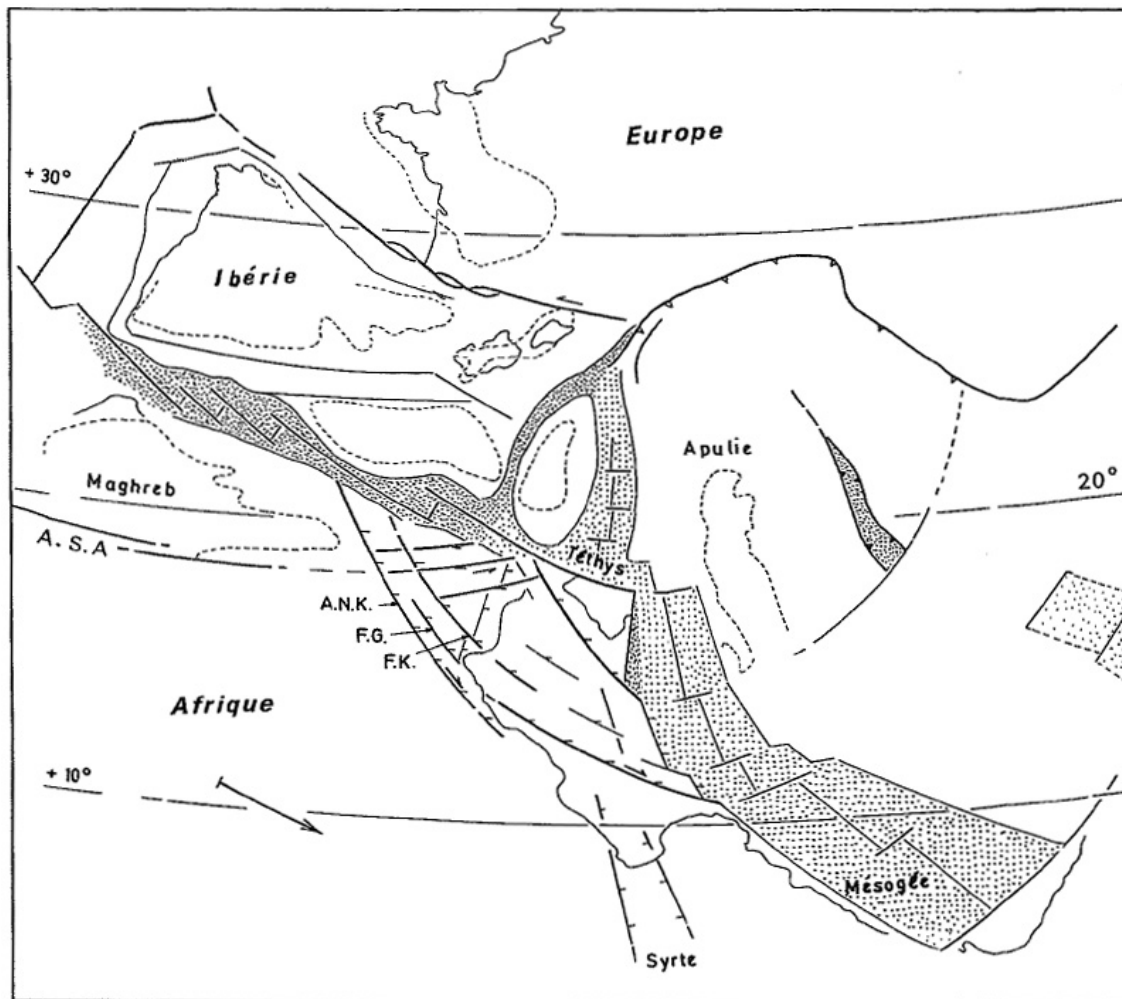 Europe
+ 30°
Ibérie
Apulie
20°
Maghreb
A. S. A
Téthys
A.N.K.
F.G.
F.K.
Afrique
+ 10°
Mésogée
Syrte